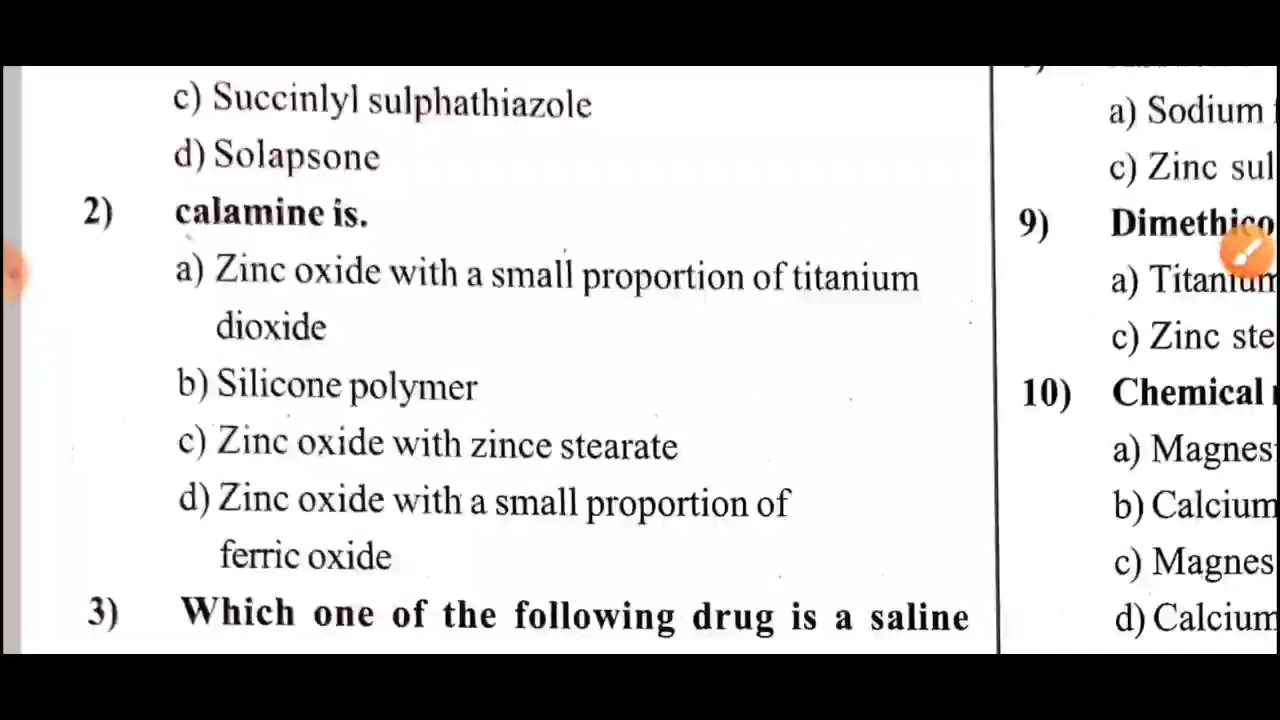 c) Succinlyl sulphathiazole
d) Solapsone
2) calamine is.
a) Zinc oxide with a small proportion of titanium
dioxide
b) Silicone polymer
c) Zinc oxide with zince stearate
d) Zinc oxide with a small proportion of
ferric oxide
3) Which one of the following drug is a saline
a) Sodium
c) Zinc sul
9) Dimethico
a) Titanium
c) Zinc ste
10) Chemical
a) Magnes
b) Calcium
c) Magnes
d) Calcium